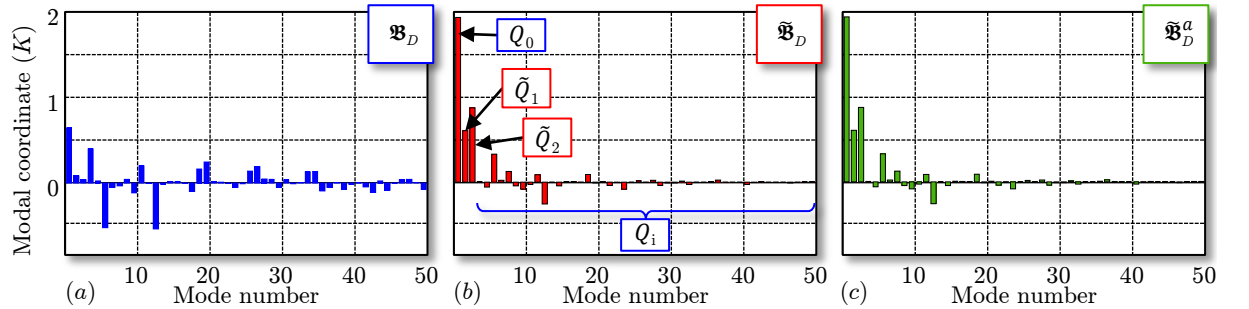 2
1
0
Modal coordinate (K)
𝕭_D
10 20 30 40 50
(a) Mode number
𝕭̃_D
Q_0
Q̃_1
Q̃_2
Q_i
10 20 30 40 50
(b) Mode number
𝕭̃_D^a
10 20 30 40 50
(c) Mode number